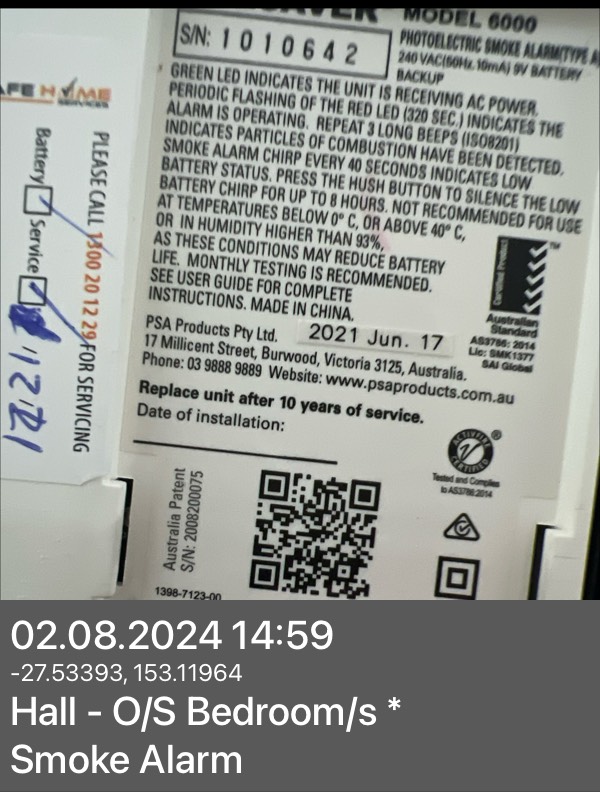 MODEL 6000
S/N: 1010642
PHOTOELECTRIC SMOKE ALARM(TYPE A
240 VAC(50Hz, 10mA) 9V BATTERY
BACKUP
GREEN LED INDICATES THE UNIT IS RECEIVING AC POWER.
PERIODIC FLASHING OF THE RED LED (320 SEC.) INDICATES THE
ALARM IS OPERATING. REPEAT 3 LONG BEEPS (ISO8201)
INDICATES PARTICLES OF COMBUSTION HAVE BEEN DETECTED.
SMOKE ALARM CHIRP EVERY 40 SECONDS INDICATES LOW
BATTERY STATUS. PRESS THE HUSH BUTTON TO SILENCE THE LOW
BATTERY CHIRP FOR UP TO 8 HOURS. NOT RECOMMENDED FOR USE
AT TEMPERATURES BELOW 0° C, OR ABOVE 40° C,
OR IN HUMIDITY HIGHER THAN 93%,
AS THESE CONDITIONS MAY REDUCE BATTERY
LIFE. MONTHLY TESTING IS RECOMMENDED.
SEE USER GUIDE FOR COMPLETE
INSTRUCTIONS. MADE IN CHINA.
Certified Product
TM
Australian
Standard
AS3786: 2014
Lic: SMK1377
SAI Global
PSA Products Pty Ltd.
2021 Jun. 17
17 Millicent Street, Burwood, Victoria 3125, Australia.
Phone: 03 9888 9889 Website: www.psaproducts.com.au
Replace unit after 10 years of service.
Date of installation:
ACTIVFIRE
CERTIFIED
®
Tested and Complies
to AS3786:2014
Australia Patent
S/N: 2008200075
1398-7123-00
AFE HOME
SERVICES
PLEASE CALL 1300 20 12 29 FOR SERVICING
Battery Service
12 21
02.08.2024 14:59
-27.53393, 153.11964
Hall - O/S Bedroom/s *
Smoke Alarm